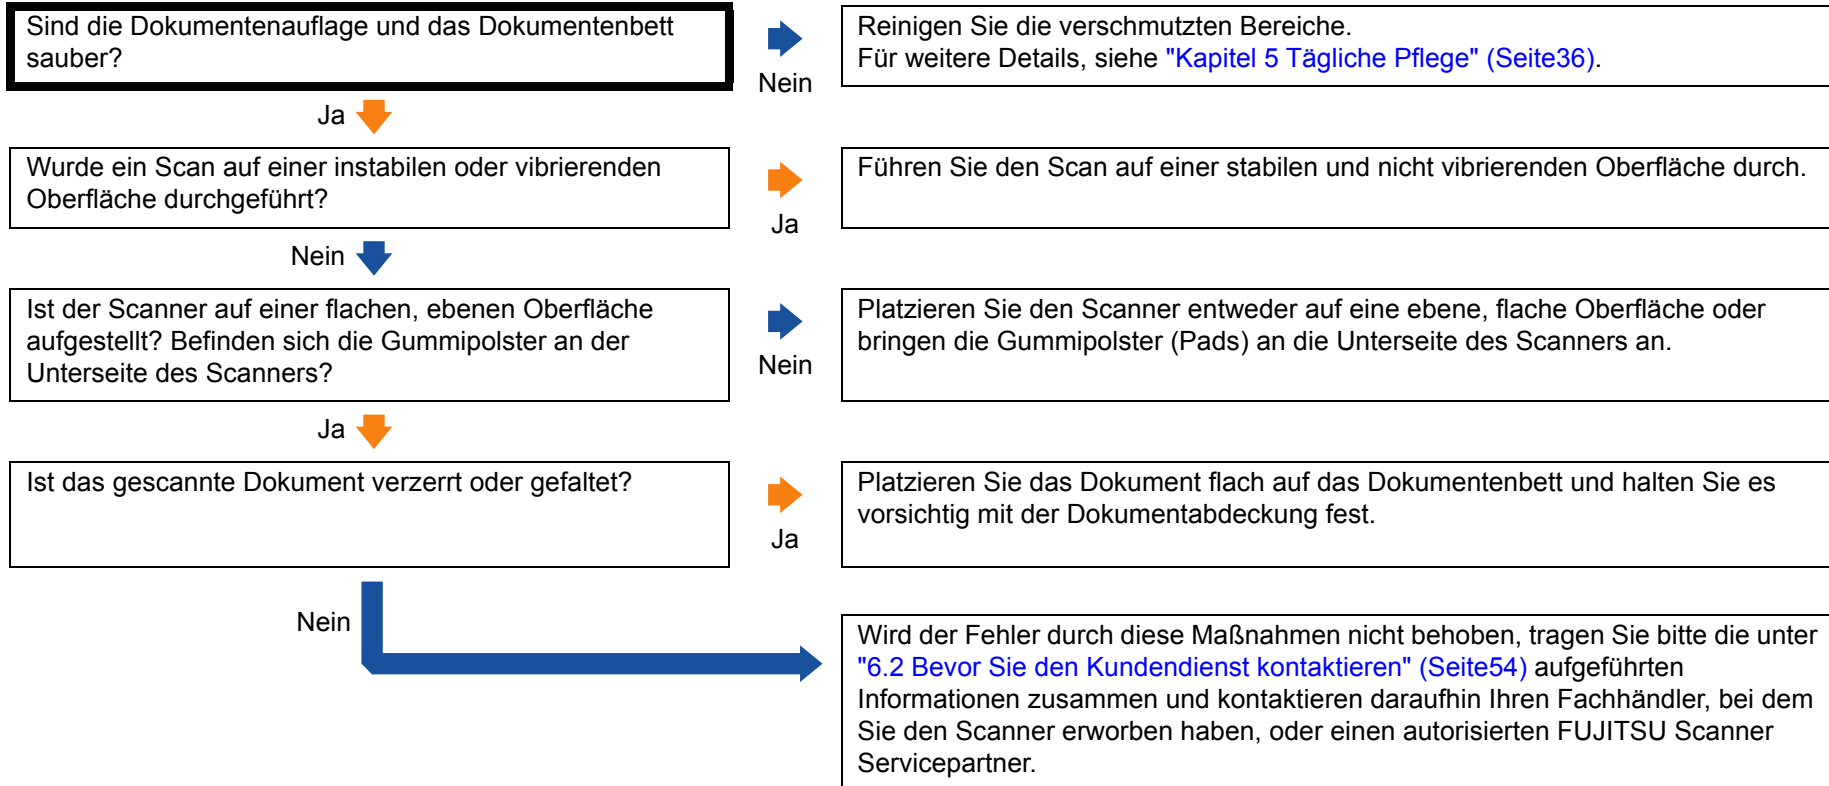 Sind die Dokumentenauflage und das Dokumentenbett
sauber?
Nein
Reinigen Sie die verschmutzten Bereiche.
Für weitere Details, siehe "Kapitel 5 Tägliche Pflege" (Seite36).
Ja
Wurde ein Scan auf einer instabilen oder vibrierenden
Oberfläche durchgeführt?
Ja
Führen Sie den Scan auf einer stabilen und nicht vibrierenden Oberfläche durch.
Nein
Ist der Scanner auf einer flachen, ebenen Oberfläche
aufgestellt? Befinden sich die Gummipolster an der
Unterseite des Scanners?
Nein
Platzieren Sie den Scanner entweder auf eine ebene, flache Oberfläche oder
bringen die Gummipolster (Pads) an die Unterseite des Scanners an.
Ja
Ist das gescannte Dokument verzerrt oder gefaltet?
Ja
Platzieren Sie das Dokument flach auf das Dokumentenbett und halten Sie es
vorsichtig mit der Dokumentabdeckung fest.
Nein
Wird der Fehler durch diese Maßnahmen nicht behoben, tragen Sie bitte die unter
"6.2 Bevor Sie den Kundendienst kontaktieren" (Seite54) aufgeführten
Informationen zusammen und kontaktieren daraufhin Ihren Fachhändler, bei dem
Sie den Scanner erworben haben, oder einen autorisierten FUJITSU Scanner
Servicepartner.